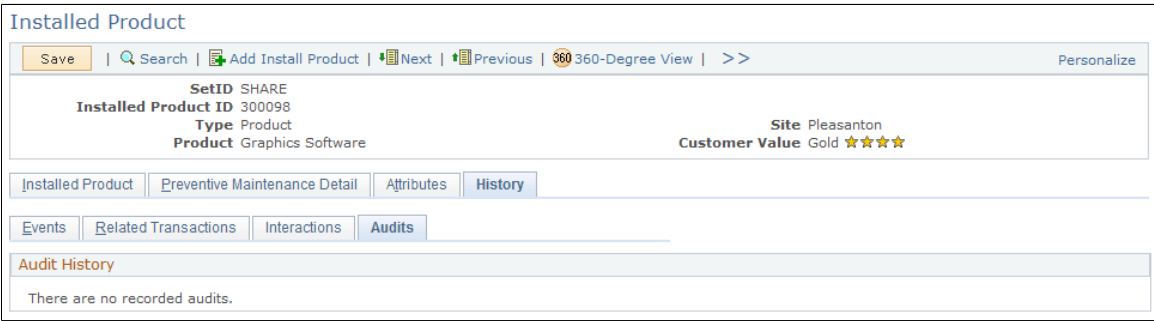 Installed Product
Save | Search | Add Install Product | Next | Previous | 360 360-Degree View | >> Personalize
SetID SHARE
Installed Product ID 300098
Type Product Site Pleasanton
Product Graphics Software Customer Value Gold
Installed Product Preventive Maintenance Detail Attributes History
Events Related Transactions Interactions Audits
Audit History
There are no recorded audits.